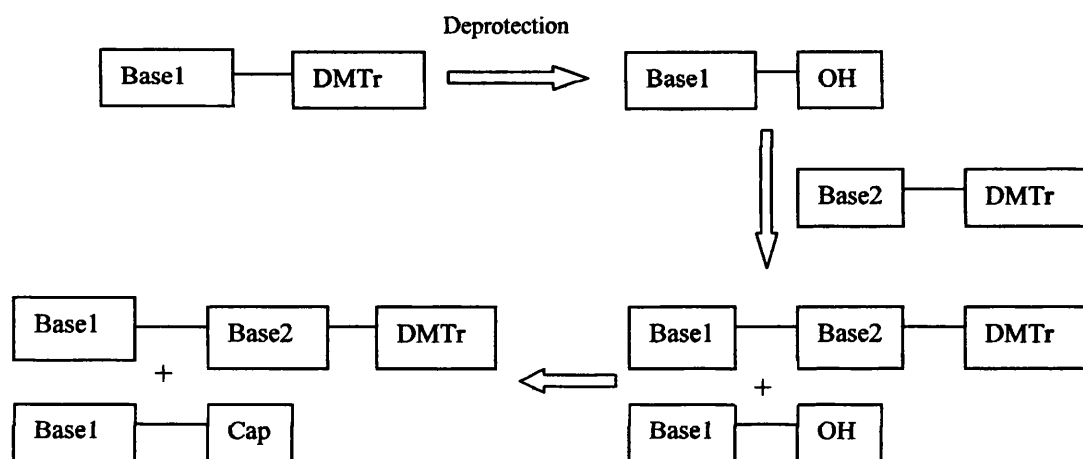 Deprotection
Base1 DMTr Base1 OH
Base2 DMTr
Base1 Base2 DMTr Base1 Base2 DMTr
+ +
Base1 Cap Base1 OH